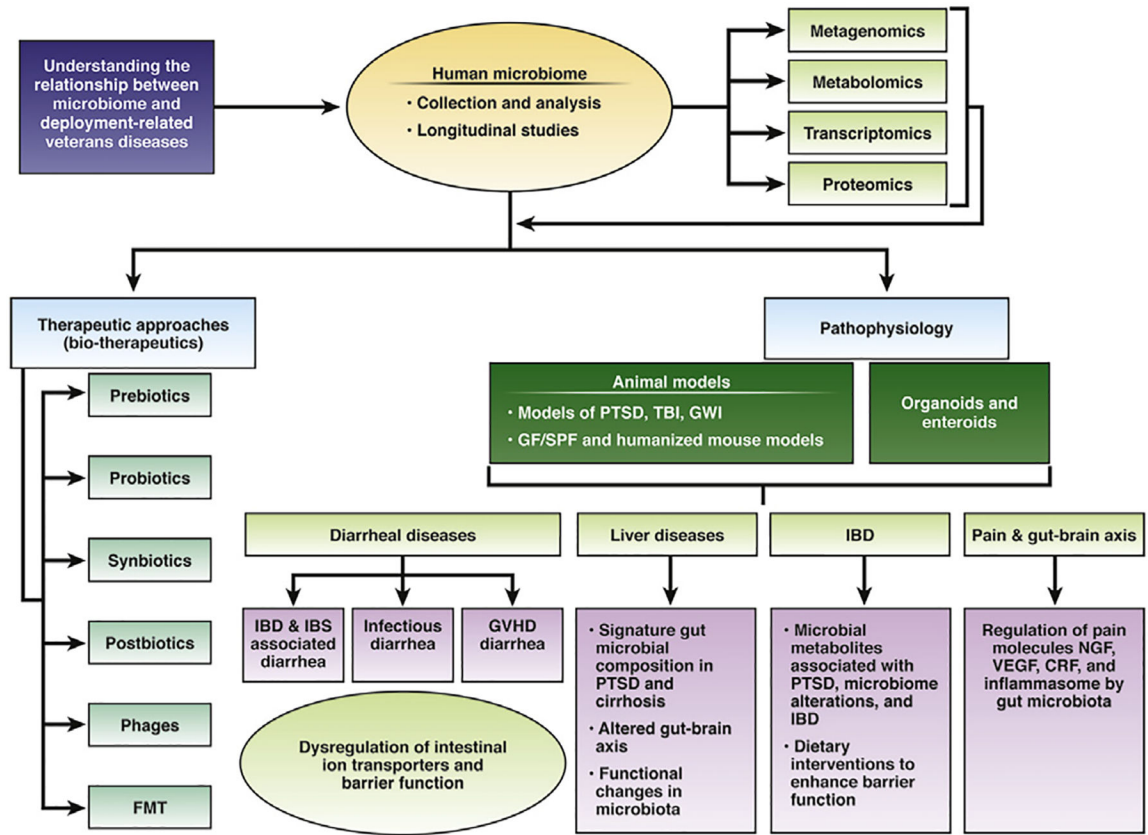 Understanding the
relationship between
microbiome and
deployment-related
veterans diseases
Human microbiome
• Collection and analysis
• Longitudinal studies
Metagenomics
Metabolomics
Transcriptomics
Proteomics
Therapeutic approaches
(bio-therapeutics)
Prebiotics
Probiotics
Synbiotics
Postbiotics
Phages
FMT
Pathophysiology
Animal models
• Models of PTSD, TBI, GWI
• GF/SPF and humanized mouse models
Organoids and
enteroids
Diarrheal diseases
IBD & IBS
associated
diarrhea
Infectious
diarrhea
GVHD
diarrhea
Dysregulation of intestinal
ion transporters and
barrier function
Liver diseases
• Signature gut
microbial
composition in
PTSD and
cirrhosis
• Altered gut-brain
axis
• Functional
changes in
microbiota
IBD
• Microbial
metabolites
associated with
PTSD, microbiome
alterations, and
IBD
• Dietary
interventions to
enhance barrier
function
Pain & gut-brain axis
Regulation of pain
molecules NGF,
VEGF, CRF, and
inflammasome by
gut microbiota